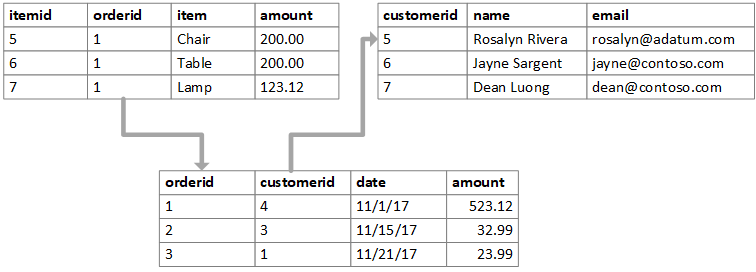 itemid orderid item amount
5 1 Chair 200.00
6 1 Table 200.00
7 1 Lamp 123.12
customerid name email
5 Rosalyn Rivera rosalyn@adatum.com
6 Jayne Sargent jayne@contoso.com
7 Dean Luong dean@contoso.com
orderid customerid date amount
1 4 11/1/17 523.12
2 3 11/15/17 32.99
3 1 11/21/17 23.99